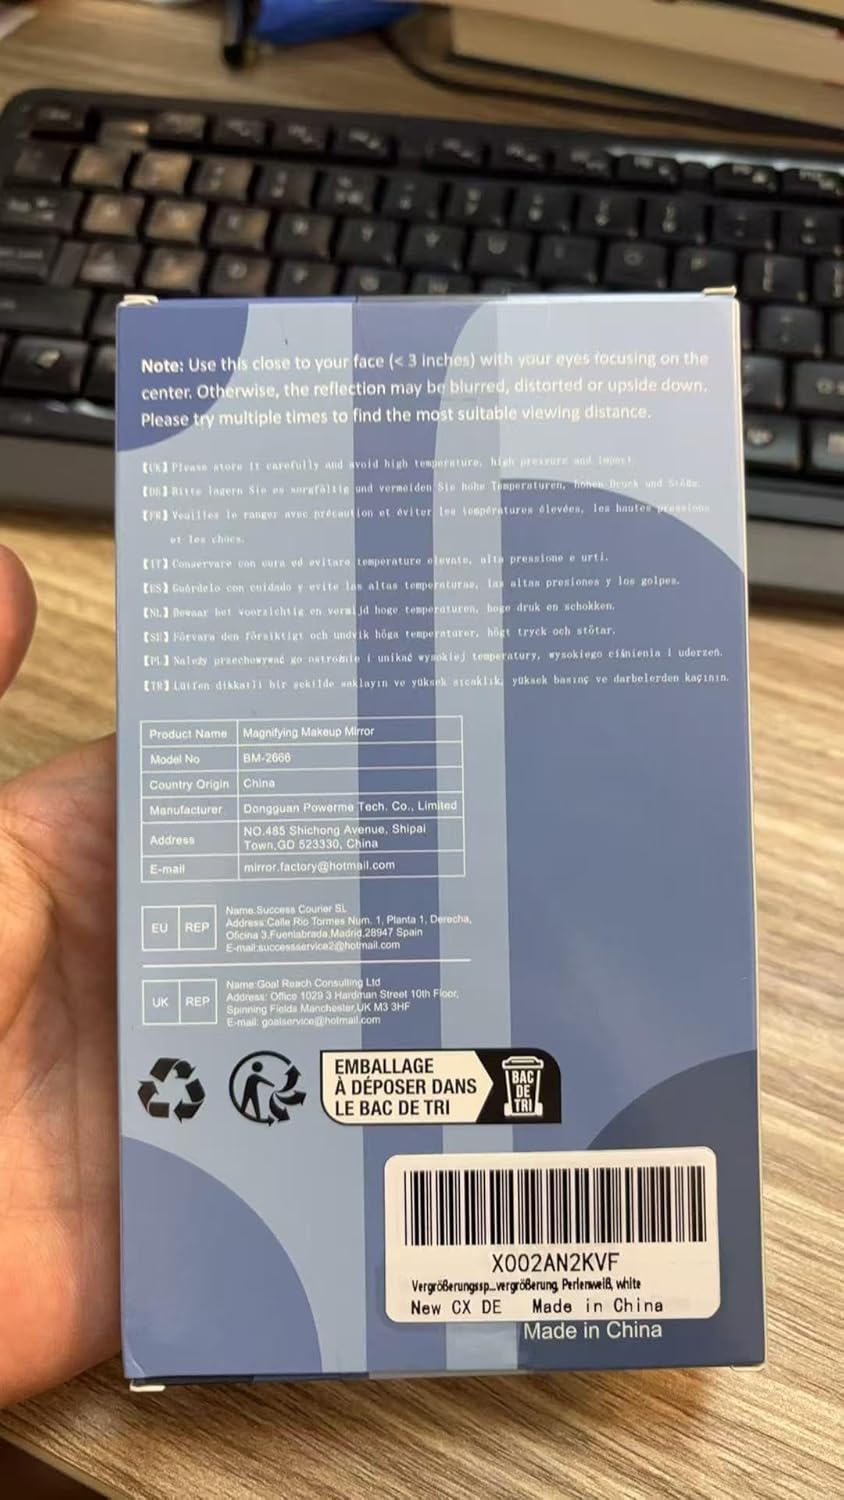 Note: Use this close to your face (< 3 inches) with your eyes focusing on the
center. Otherwise, the reflection may be blurred, distorted or upside down.
Please try multiple times to find the most suitable viewing distance.
【UK】Please store it carefully and avoid high temperature, high pressure and impact.
【DE】Bitte lagern Sie es sorgfältig und vermeiden Sie hohe Temperaturen, hohen Druck und Stöße.
【FR】Veuillez le ranger avec précaution et éviter les températures élevées, les hautes pressions
et les chocs.
【IT】Conservare con cura ed evitare temperature elevate, alta pressione e urti.
【ES】Guárdelo con cuidado y evite las altas temperaturas, las altas presiones y los golpes.
【NL】Bewaar het voorzichtig en vermijd hoge temperaturen, hoge druk en schokken.
【SE】Förvara den försiktigt och undvik höga temperaturer, högt tryck och stötar.
【PL】Należy przechowywać go ostrożnie i unikać wysokiej temperatury, wysokiego ciśnienia i uderzeń.
【TR】Lütfen dikkatli bir şekilde saklayın ve yüksek sıcaklık, yüksek basınç ve darbelerden kaçının.
Product Name Magnifying Makeup Mirror
Model No BM-2666
Country Origin China
Manufacturer Dongguan Powerme Tech. Co., Limited
Address NO.485 Shichong Avenue, Shipai
Town,GD 523330, China
E-mail mirror.factory@hotmail.com
EU REP
Name:Success Courier SL
Address:Calle Rio Tormes Num. 1, Planta 1, Derecha,
Oficina 3,Fuenlabrada,Madrid,28947 Spain
E-mail:successservice2@hotmail.com
UK REP
Name:Goal Reach Consulting Ltd
Address: Office 1029 3 Hardman Street 10th Floor,
Spinning Fields Manchester,UK M3 3HF
E-mail: goalservice@hotmail.com
EMBALLAGE
À DÉPOSER DANS
LE BAC DE TRI
BAC
DE
TRI
X002AN2KVF
Vergrößerungssp...vergrößerung, Perlenweiß, white
New CX DE Made in China
Made in China